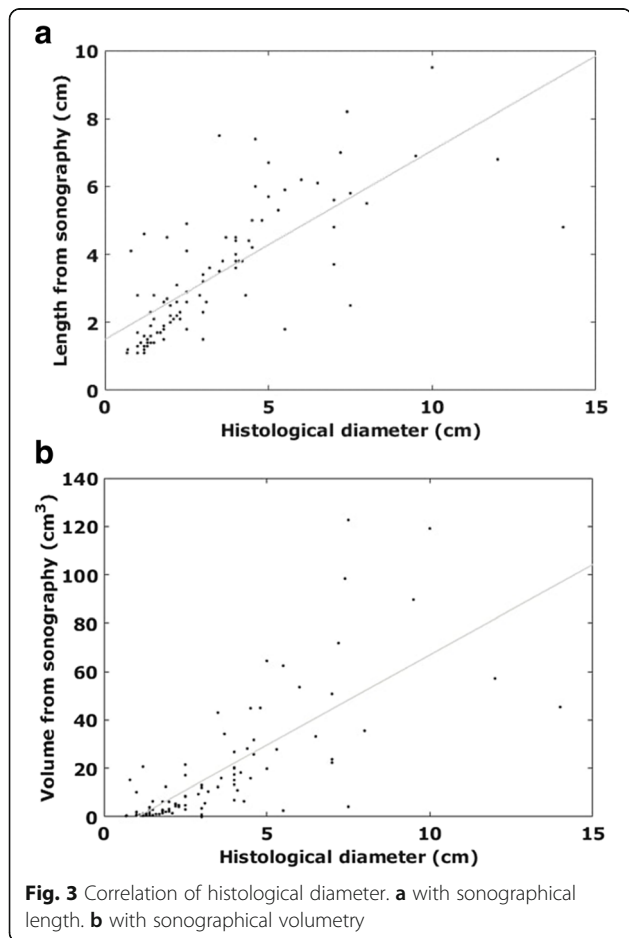 a
10
8
6
4
2
0
Length from sonography (cm)
0 5 10 15
Histological diameter (cm)
b
140
120
100
80
60
40
20
0
Volume from sonography (cm³)
0 5 10 15
Histological diameter (cm)
Fig. 3 Correlation of histological diameter. a with sonographical
length. b with sonographical volumetry